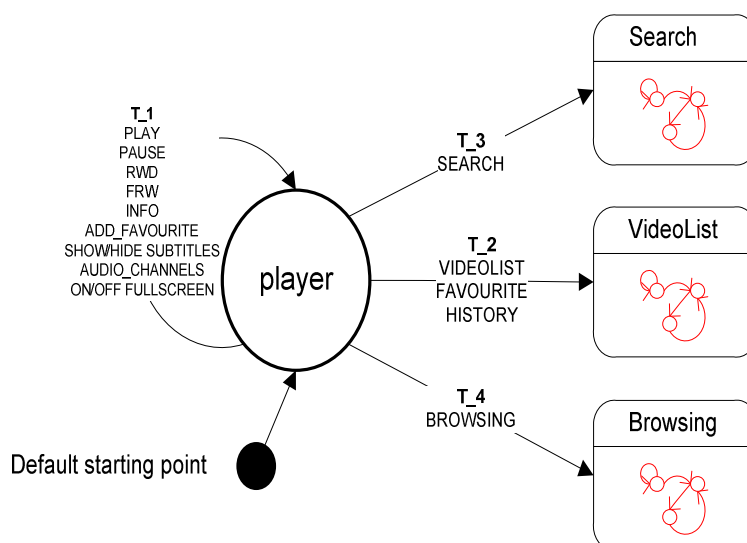 T_1
PLAY
PAUSE
RWD
FRW
INFO
ADD_FAVOURITE
SHOW/HIDE SUBTITLES
AUDIO_CHANNELS
ON/OFF FULLSCREEN
player
Default starting point
T_3
SEARCH
T_2
VIDEOLIST
FAVOURITE
HISTORY
T_4
BROWSING
Search
VideoList
Browsing